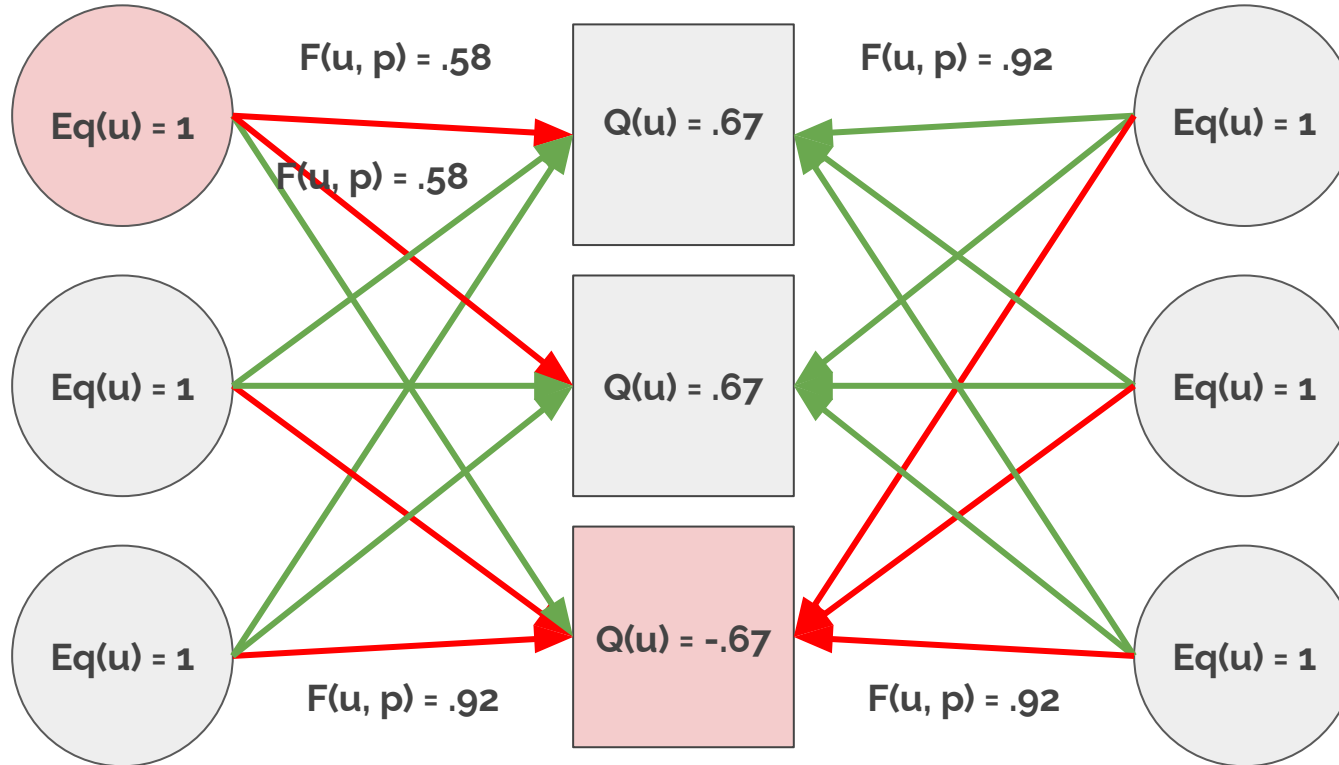 F(u, p) = .58
F(u, p) = .92
Eq(u) = 1
Q(u) = .67
Eq(u) = 1
F(u, p) = .58
Eq(u) = 1
Q(u) = .67
Eq(u) = 1
Eq(u) = 1
Q(u) = -.67
Eq(u) = 1
F(u, p) = .92
F(u, p) = .92